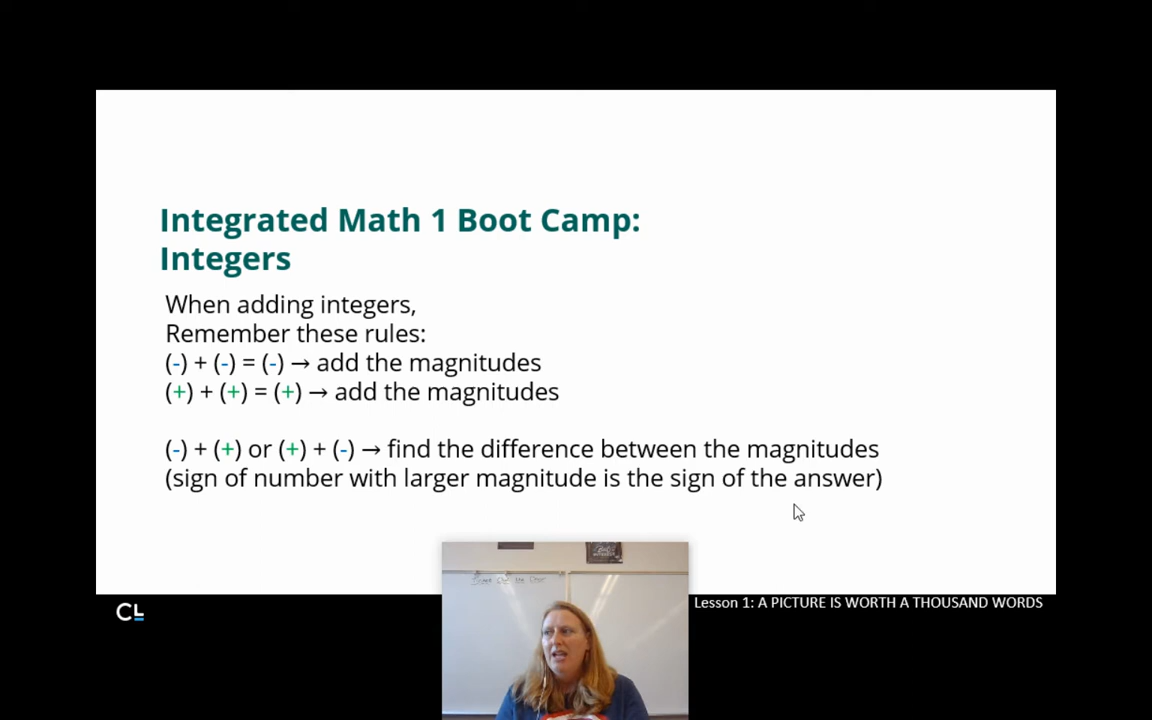 Integrated Math 1 Boot Camp:
Integers
When adding integers,
Remember these rules:
(-) + (-) = (-) → add the magnitudes
(+) + (+) = (+) → add the magnitudes
(-) + (+) or (+) + (-) → find the difference between the magnitudes
(sign of number with larger magnitude is the sign of the answer)
CL
Lesson 1: A PICTURE IS WORTH A THOUSAND WORDS